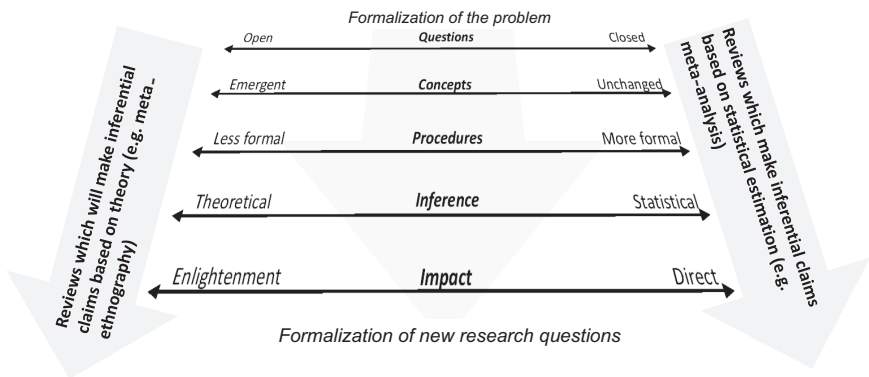 Formalization of the problem
Open Questions Closed
Emergent Concepts Unchanged
Less formal Procedures More formal
Theoretical Inference Statistical
Enlightenment Impact Direct
Formalization of new research questions
Reviews which will make inferential
claims based on theory (e.g. meta-
ethnography)
Reviews which make inferential claims
based on statistical estimation (e.g.
meta-analysis)